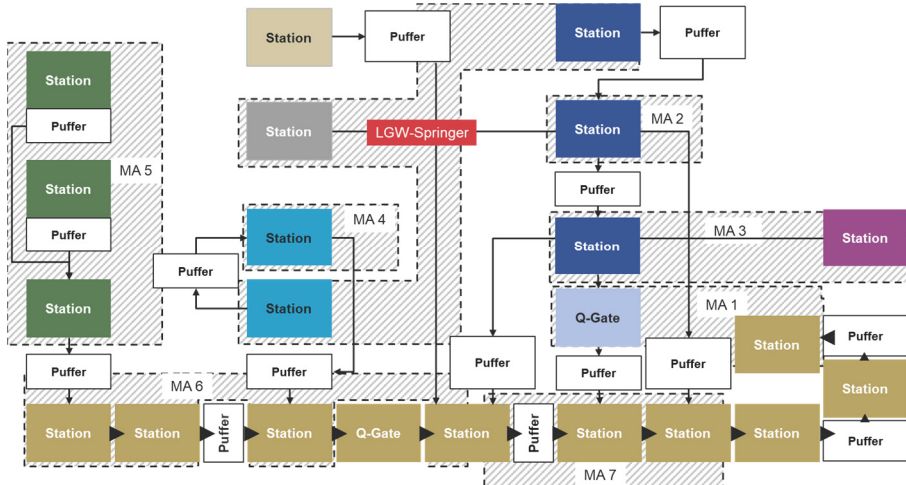 Station
Puffer
Station
Puffer
Station
Puffer
Station
LGW-Springer
Station
MA 2
Station
MA 5
Puffer
Puffer
MA 4
Station
MA 3
Station
Station
Puffer
Station
Station
Q-Gate
MA 1
Station
Puffer
Puffer
Puffer
Puffer
Puffer
Puffer
MA 6
Station
Station
Station
Puffer
Station
Q-Gate
Station
Puffer
Station
Station
Station
Puffer
MA 7